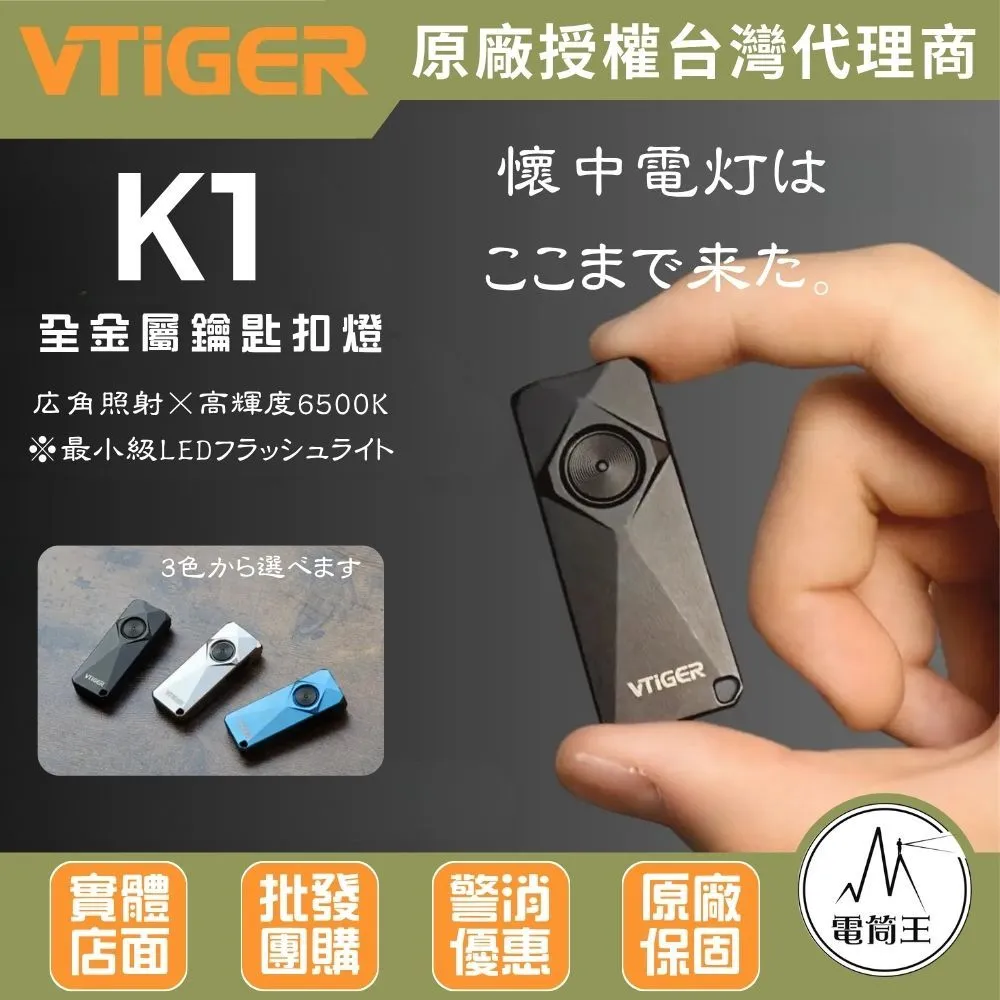 VTiGER
原廠授權台灣代理商
K1
全金屬鑰匙扣燈
広角照射×高輝度6500K
※最小級LEDフラッシュライト
懷中電灯は
ここまで来た。
3色から選べます
VTIGER
VTIGER
實體
店面
批發
團購
警消
優惠
原廠
保固
電筒王